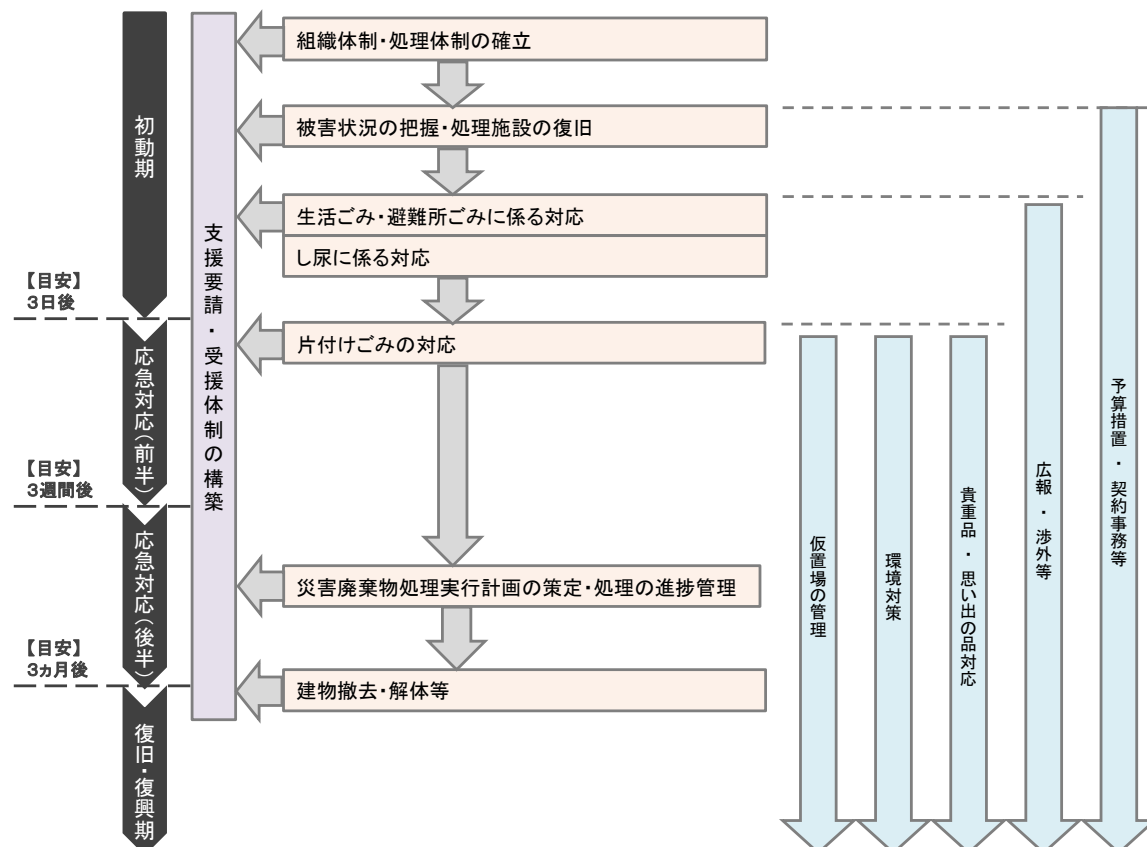 初動期
【目安】
3日後
応急対応(前半)
【目安】
3週間後
応急対応(後半)
【目安】
3ヵ月後
復旧・復興期
支援要請・受援体制の構築
組織体制・処理体制の確立
被害状況の把握・処理施設の復旧
生活ごみ・避難所ごみに係る対応
し尿に係る対応
片付けごみの対応
災害廃棄物処理実行計画の策定・処理の進捗管理
建物撤去・解体等
仮置場の管理
環境対策
貴重品・思い出の品対応
広報・渉外等
予算措置・契約事務等